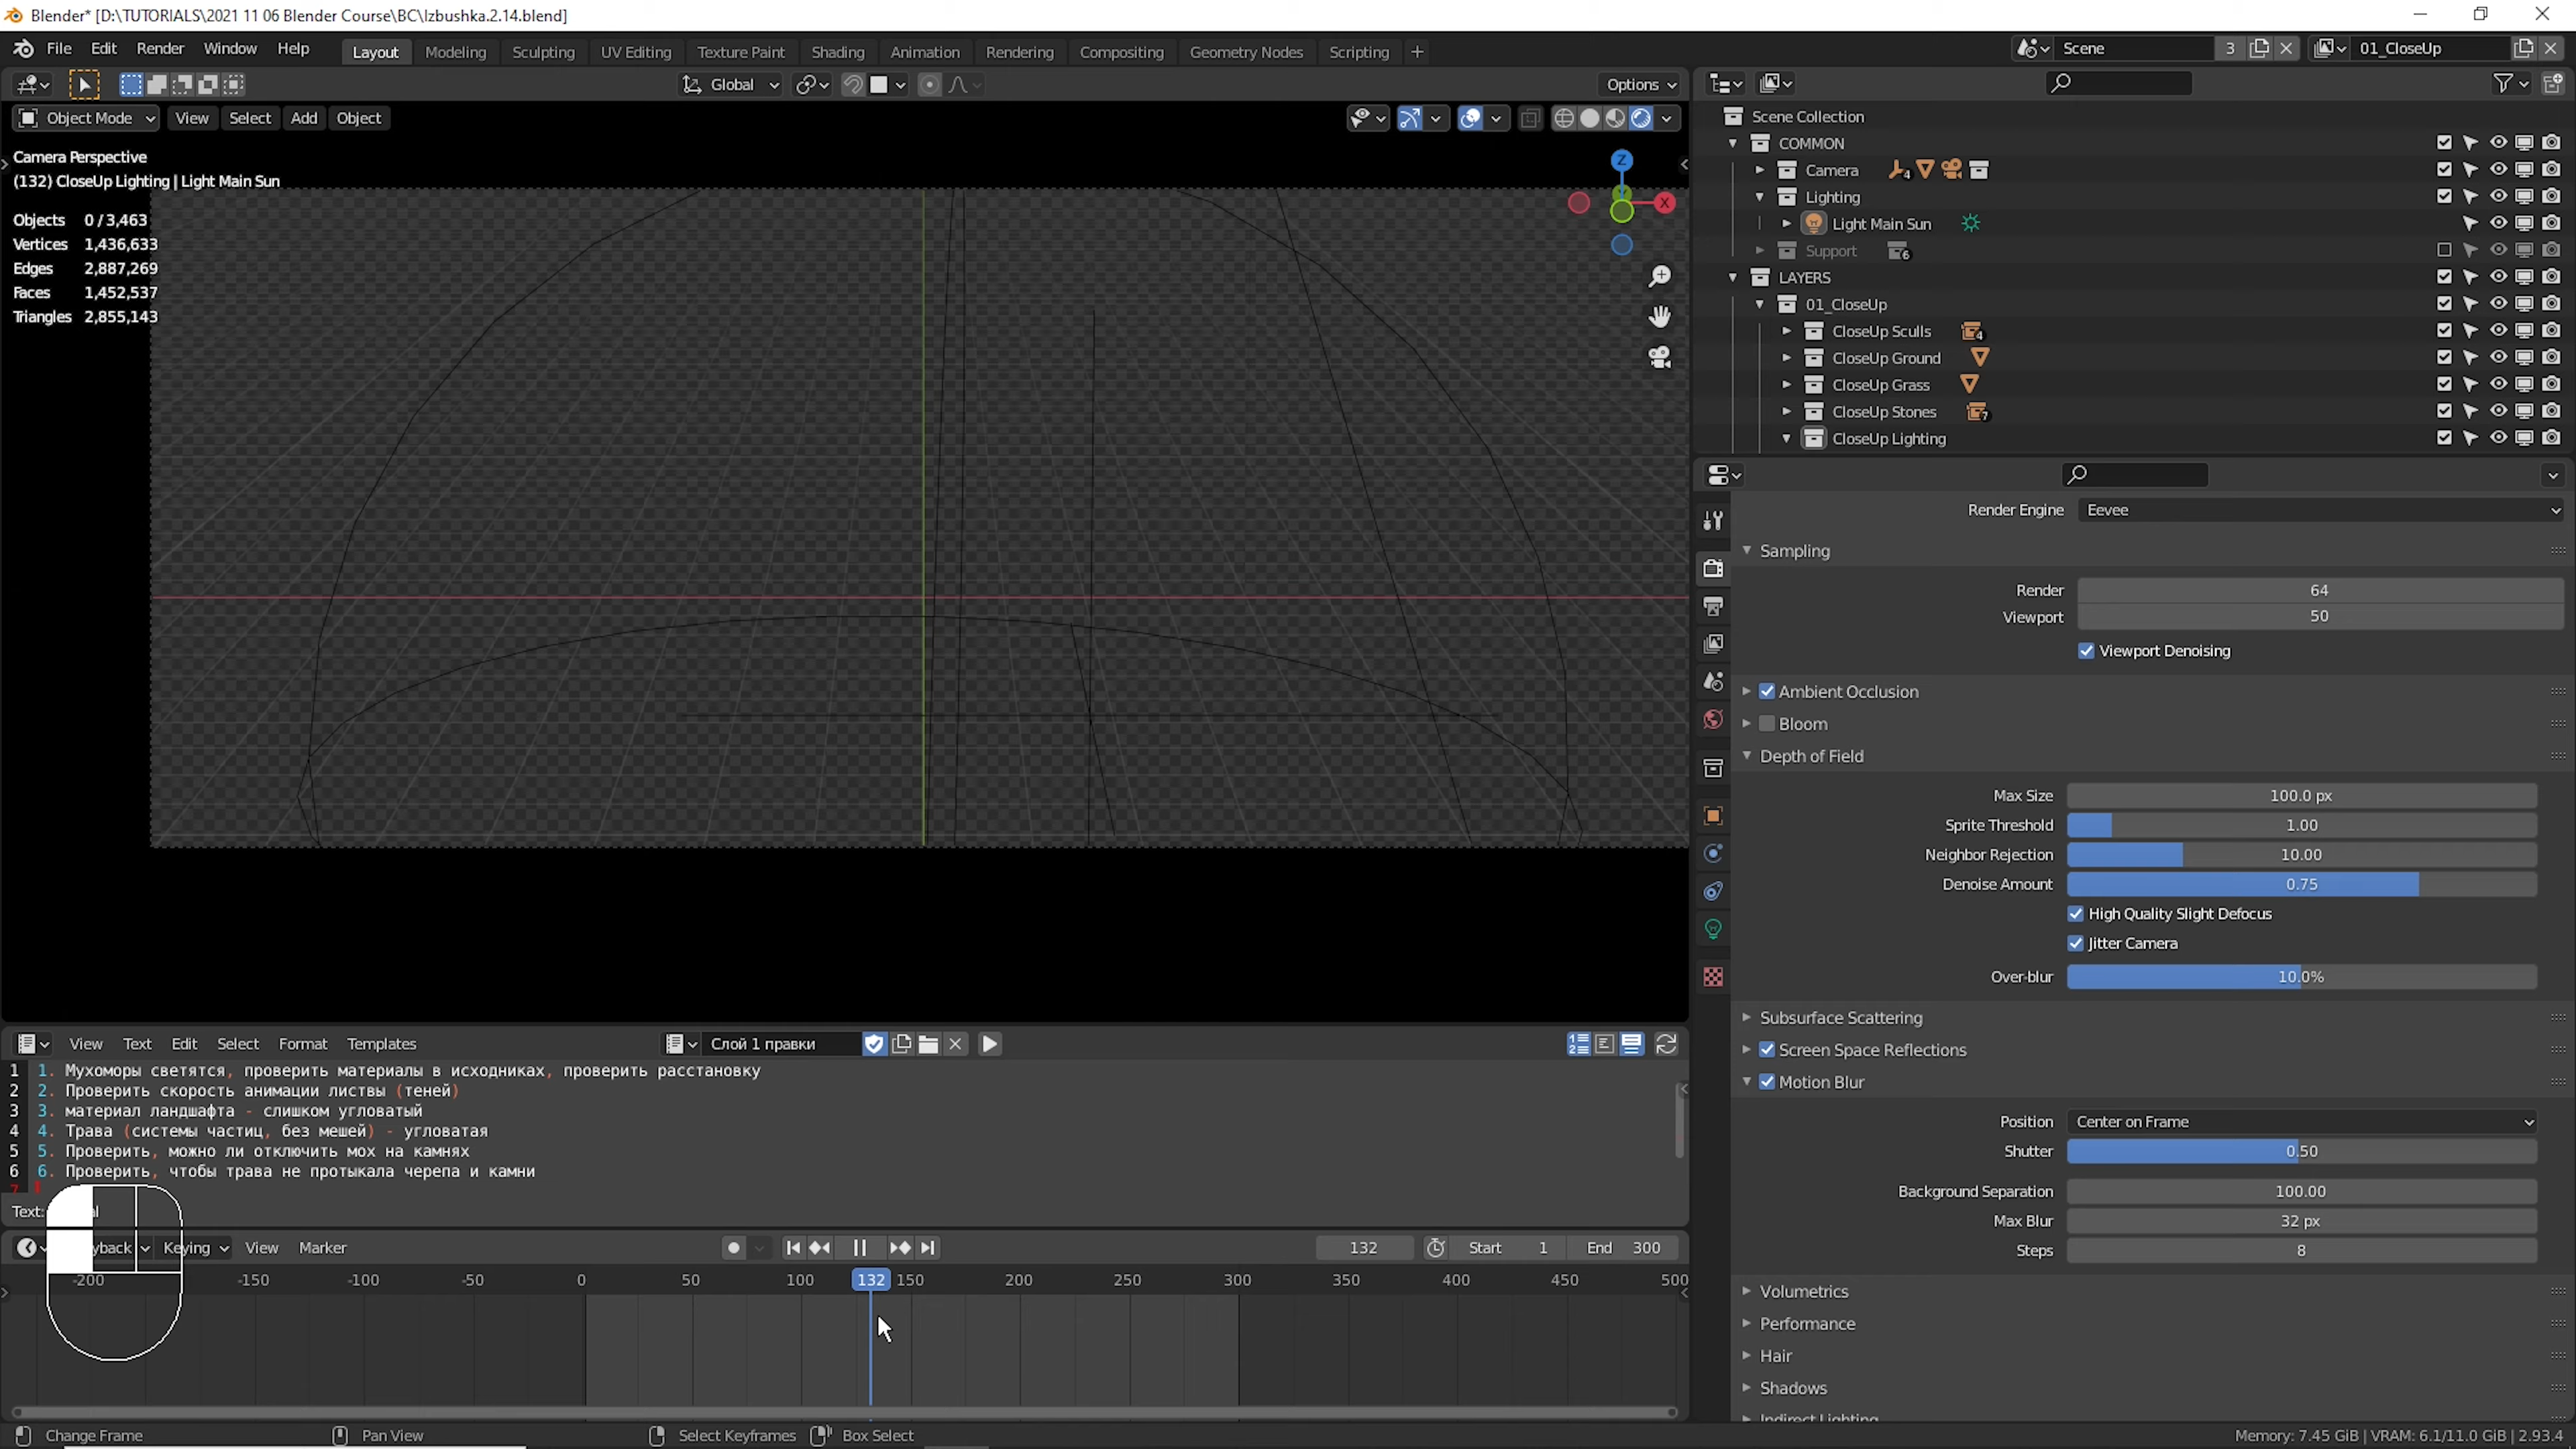 Blender* [D:\TUTORIALS\2021 11 06 Blender Course\BC\Izbushka.2.14.blend]
File Edit Render Window Help Layout Modeling Sculpting UV Editing Texture Paint Shading Animation Rendering Compositing Geometry Nodes Scripting + Scene 3 01_CloseUp
Global Options
Object Mode View Select Add Object
Camera Perspective
(132) CloseUp Lighting | Light Main Sun
Objects 0 / 3,463
Vertices 1,436,633
Edges 2,887,269
Faces 1,452,537
Triangles 2,855,143
Z
X
Scene Collection
COMMON
Camera 4
Lighting
Light Main Sun
Support 6
LAYERS
01_CloseUp
CloseUp Sculls 4
CloseUp Ground
CloseUp Grass
CloseUp Stones 7
CloseUp Lighting
Render Engine Eevee
Sampling
Render 64
Viewport 50
Viewport Denoising
Ambient Occlusion
Bloom
Depth of Field
Max Size 100.0 px
Sprite Threshold 1.00
Neighbor Rejection 10.00
Denoise Amount 0.75
High Quality Slight Defocus
Jitter Camera
Over-blur 10.0%
Subsurface Scattering
Screen Space Reflections
Motion Blur
Position Center on Frame
Shutter 0.50
Background Separation 100.00
Max Blur 32 px
Steps 8
Volumetrics
Performance
Hair
Shadows
Indirect Lighting
View Text Edit Select Format Templates Слой 1 правки
1 1. Мухоморы светятся, проверить материалы в исходниках, проверить расстановку
2 2. Проверить скорость анимации листвы (теней)
3 3. материал ландшафта - слишком угловатый
4 4. Трава (системы частиц, без мешей) - угловатая
5 5. Проверить, можно ли отключить мох на камнях
6 6. Проверить, чтобы трава не протыкала черепа и камни
7
Text: al
yback Keying View Marker 132 Start 1 End 300
-200 -150 -100 -50 0 50 100 132 150 200 250 300 350 400 450 500
Change Frame Pan View Select Keyframes Box Select Memory: 7.45 GiB | VRAM: 6.1/11.0 GiB | 2.93.4